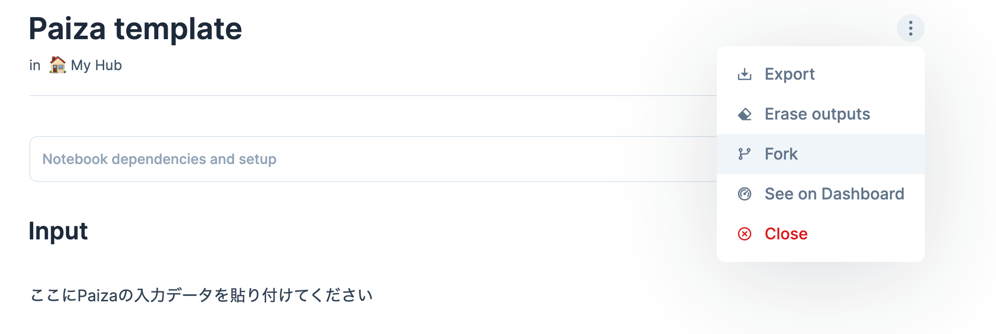 Paiza template
in 🏠 My Hub
Export
Erase outputs
Fork
See on Dashboard
Close
Notebook dependencies and setup
Input
ここにPaizaの入力データを貼り付けてください